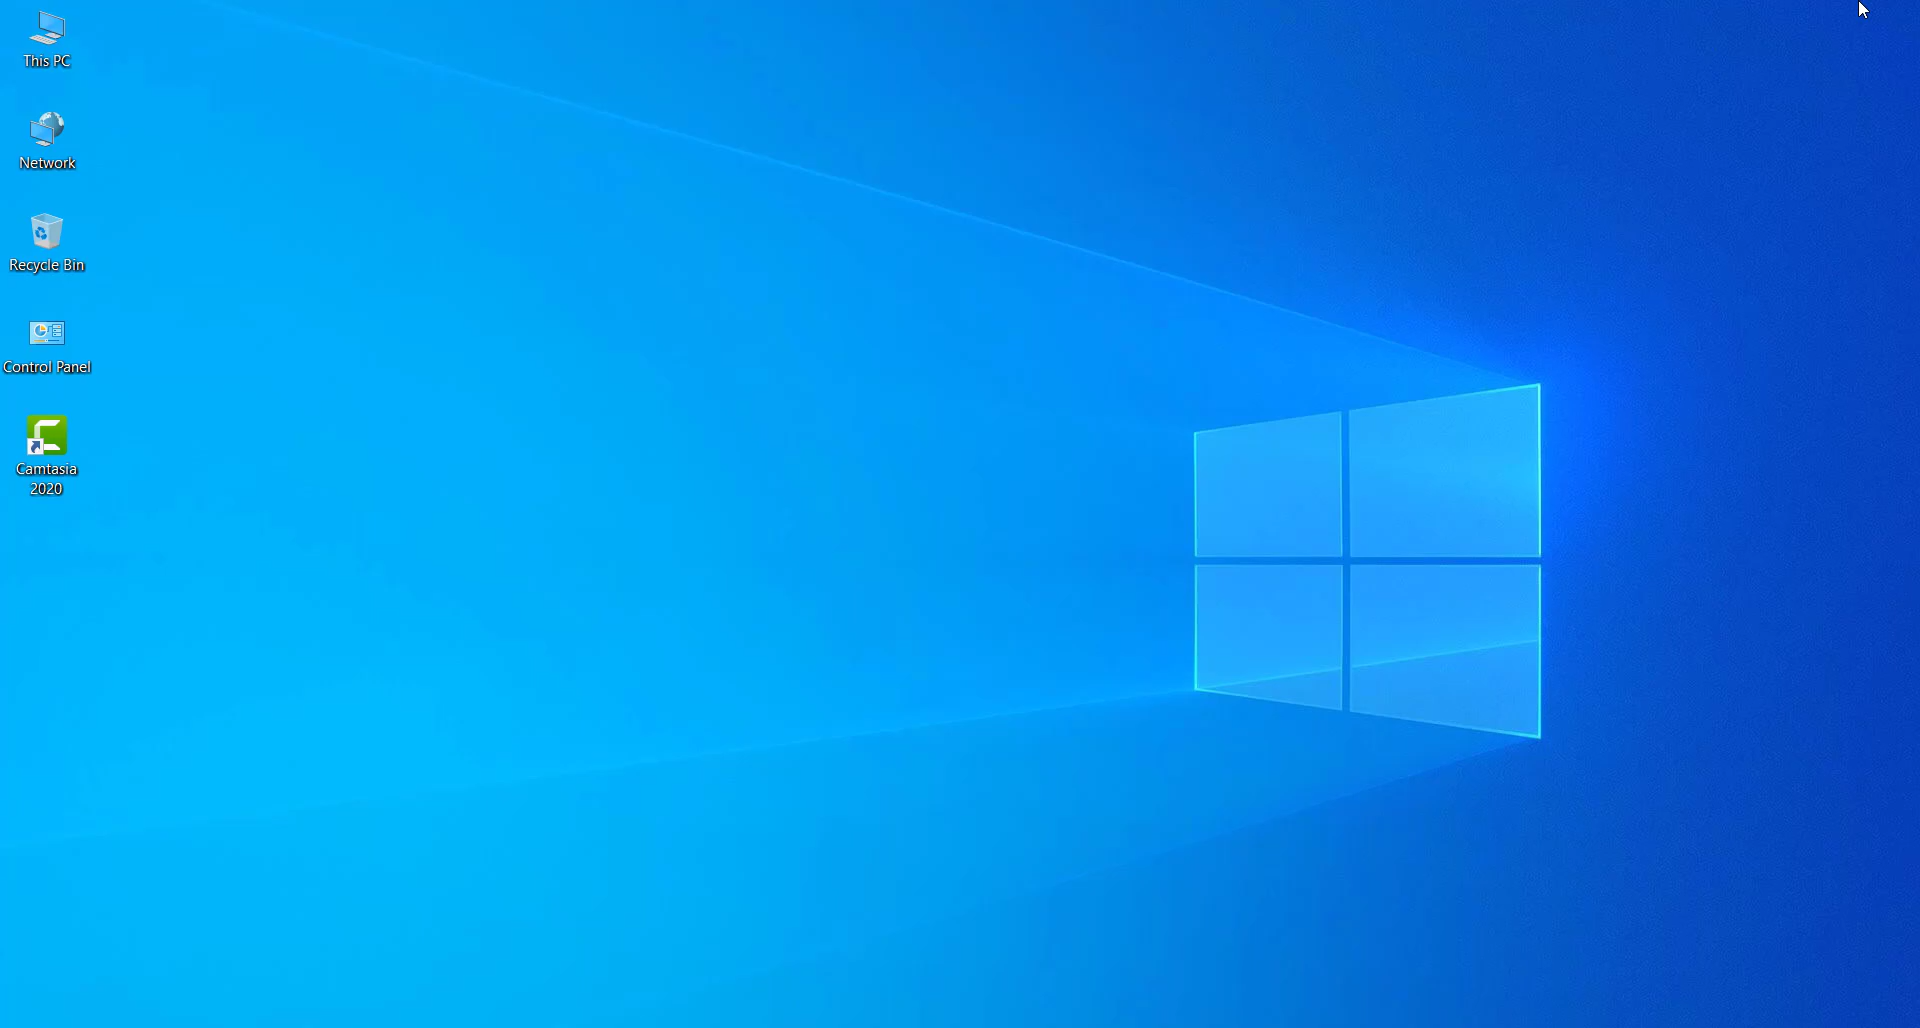 This PC
Network
Recycle Bin
Control Panel
Camtasia
2020